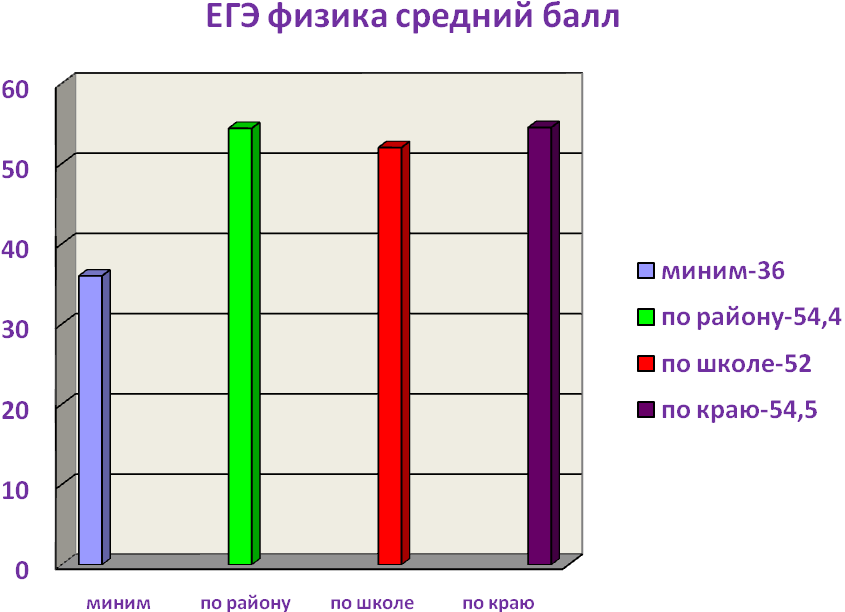 ЕГЭ физика средний балл
60
50
40
30
20
10
0
миним по району по школе по краю
миним-36
по району-54,4
по школе-52
по краю-54,5